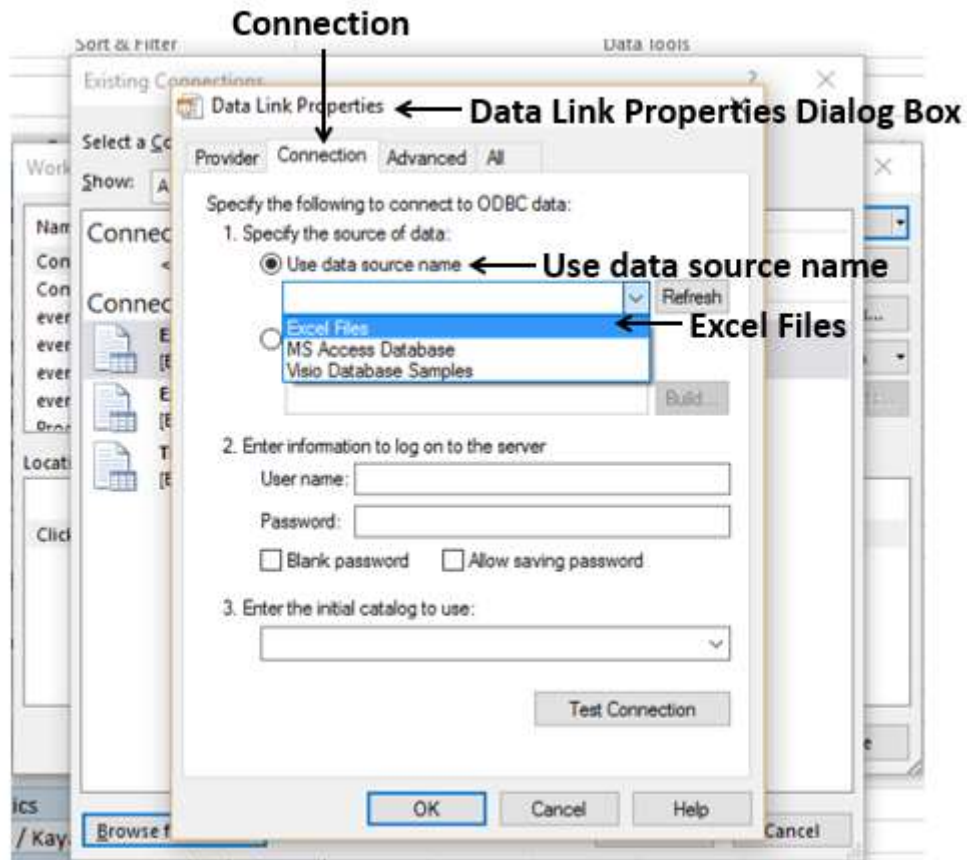 Connection
Sort & Filter
Data Tools
Existing Connections
?
Data Link Properties
Data Link Properties Dialog Box
Select a
Provider Connection Advanced All
Show:
Specify the following to connect to ODBC data:
1. Specify the source of data:
Use data source name
Use data source name
Refresh
Excel Files
Excel Files
MS Access Database
Visio Database Samples
Build...
2. Enter information to log on to the server
User name:
Password:
Blank password Allow saving password
3. Enter the initial catalog to use:
Test Connection
OK Cancel Help
Cancel